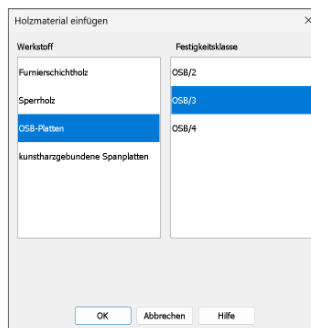 Holzmaterial einfügen
Werkstoff
Furnierschichtholz
Sperrholz
OSB-Platten
kunstharzgebundene Spanplatten
Festigkeitsklasse
OSB/2
OSB/3
OSB/4
OK Abbrechen Hilfe